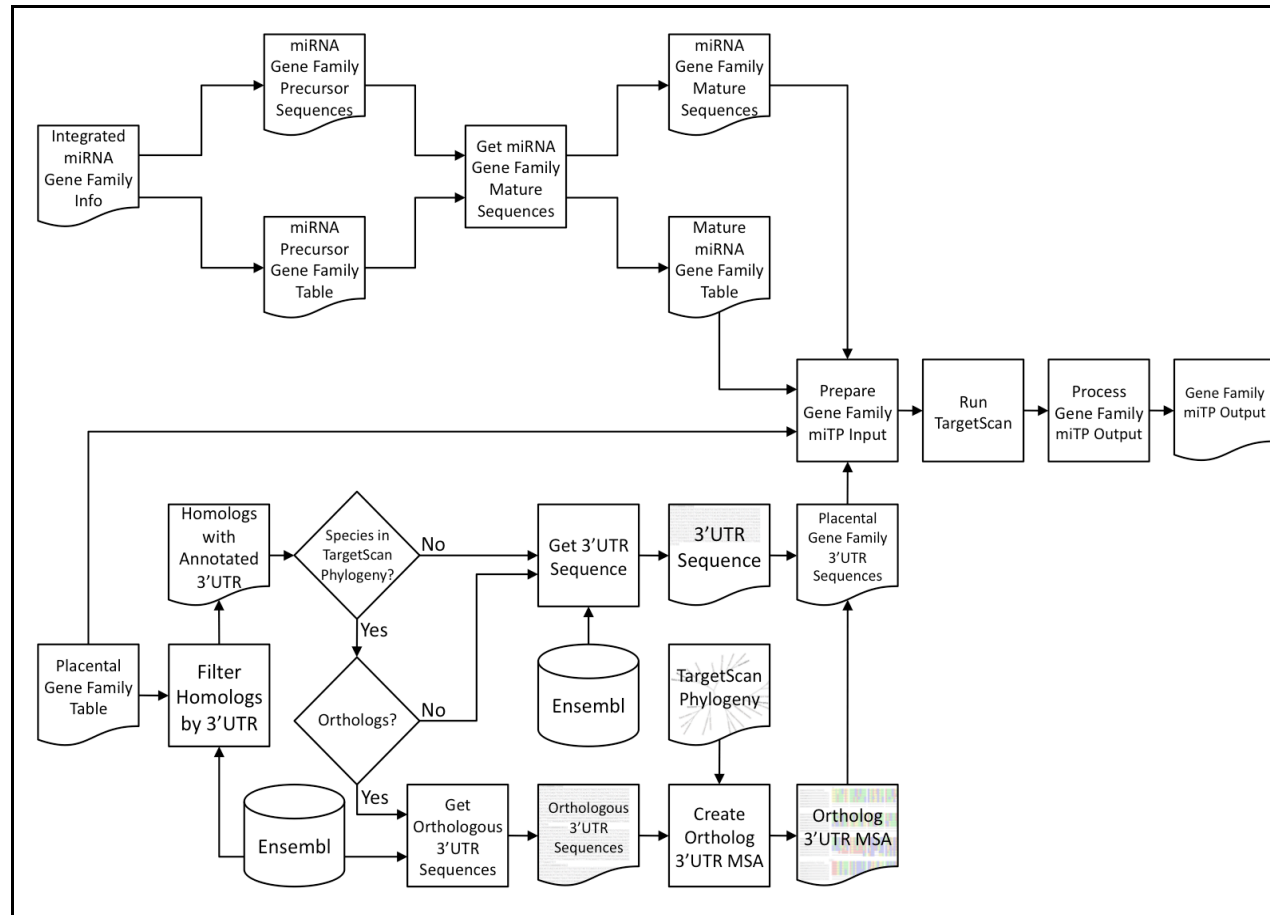 miRNA
Gene Family
Precursor
Sequences
miRNA
Gene Family
Mature
Sequences
Integrated
miRNA
Gene Family
Info
Get miRNA
Gene Family
Mature
Sequences
miRNA
Precursor
Gene Family
Table
Mature
miRNA
Gene Family
Table
Prepare
Gene Family
miTP Input
Run
TargetScan
Process
Gene Family
miTP Output
Gene Family
miTP Output
Homologs
with
Annotated
3'UTR
Species in
TargetScan
Phylogeny?
No
Yes
Get 3'UTR
Sequence
3'UTR
Sequence
Placental
Gene Family
3'UTR
Sequences
Placental
Gene Family
Table
Filter
Homologs
by 3'UTR
Orthologs?
No
Yes
Ensembl
TargetScan
Phylogeny
Ensembl
Get
Orthologous
3'UTR
Sequences
Orthologous
3'UTR
Sequences
Create
Ortholog
3'UTR MSA
Ortholog
3'UTR MSA